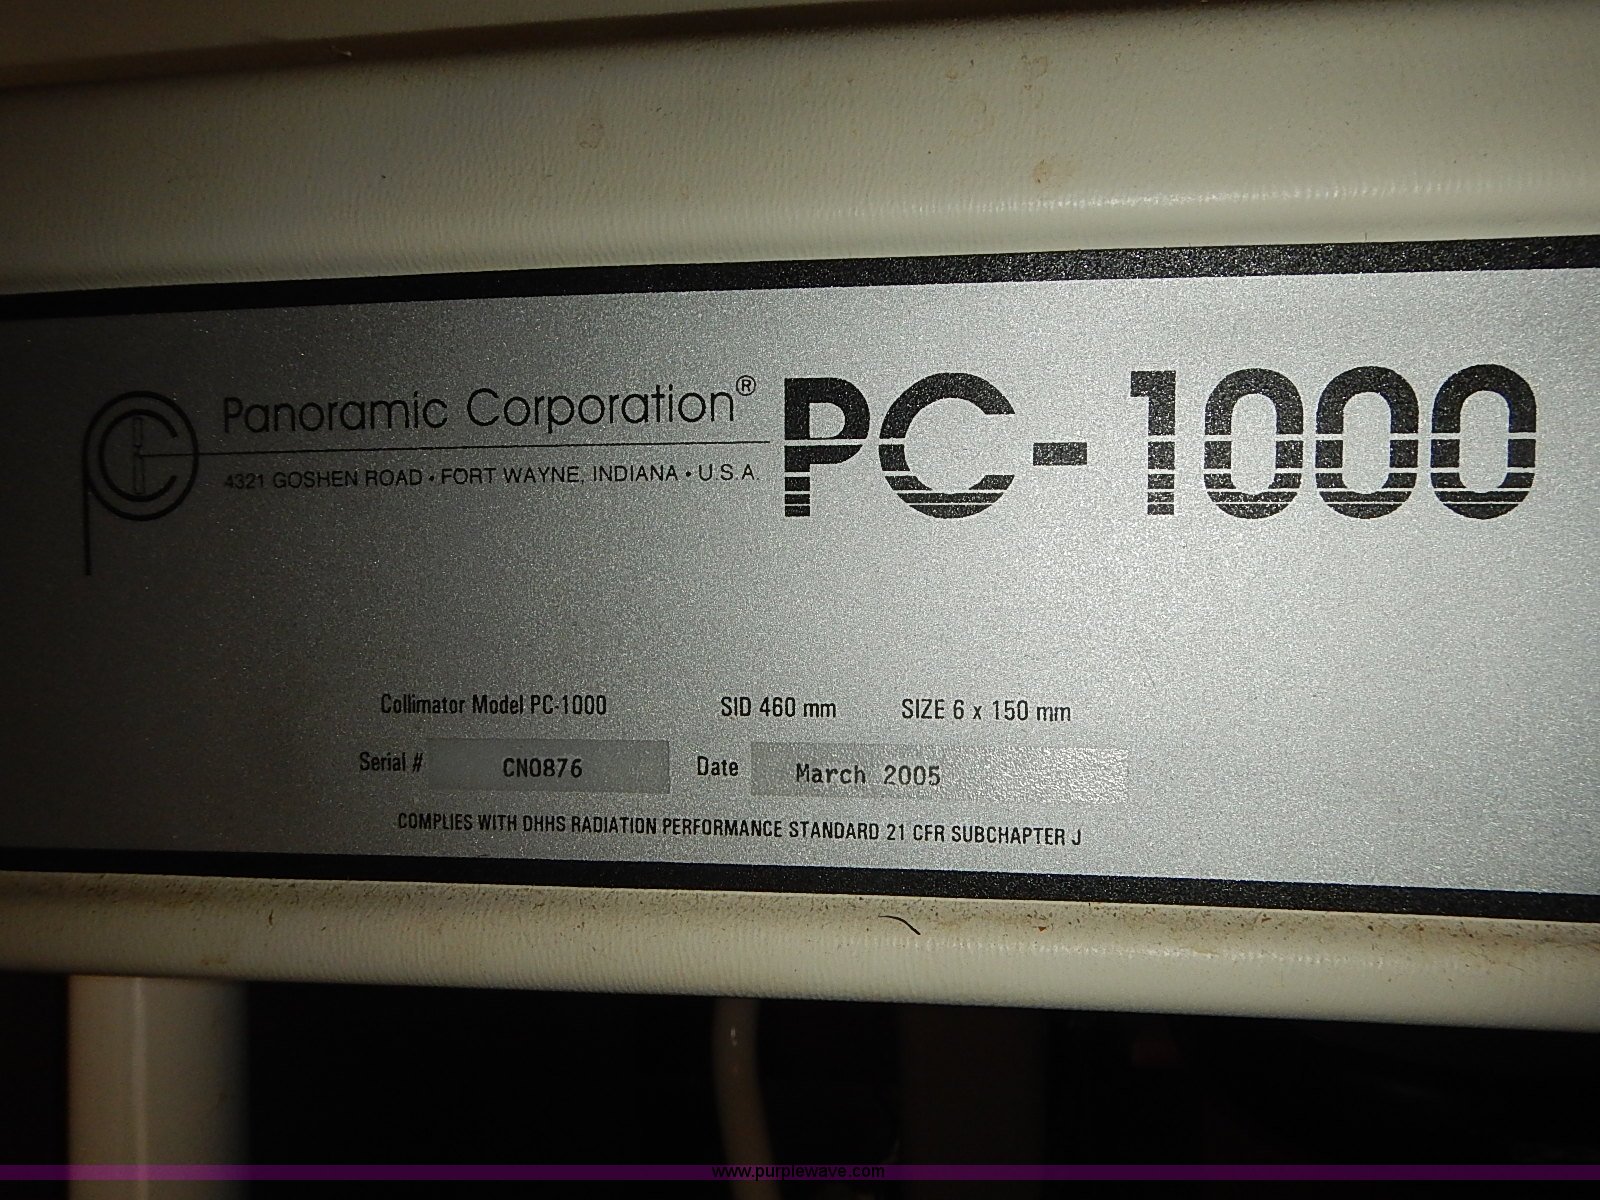 PC Panoramic Corporation® PC-1000
4321 GOSHEN ROAD • FORT WAYNE, INDIANA • U.S.A.
Collimator Model PC-1000 SID 460 mm SIZE 6 x 150 mm
Serial # CN0876 Date March 2005
COMPLIES WITH DHHS RADIATION PERFORMANCE STANDARD 21 CFR SUBCHAPTER J
www.purplewave.com